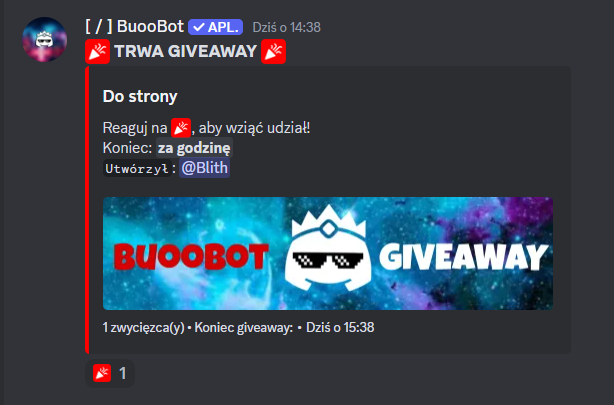 [ / ] BuooBot ✓ APL. Dziś o 14:38
🎉 TRWA GIVEAWAY 🎉
Do strony
Reaguj na 🎉, aby wziąć udział!
Koniec: za godzinę
Utwórzył: @Blith
BUOOBOT GIVEAWAY
1 zwycięzca(y) • Koniec giveaway: • Dziś o 15:38
🎉 1